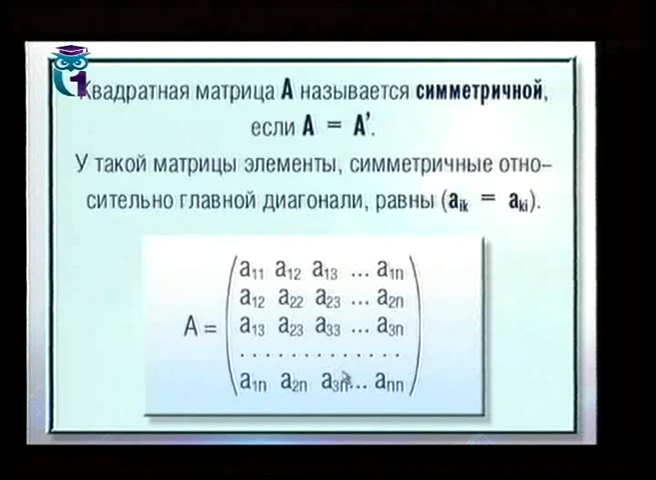 1
Квадратная матрица A называется симметричной,
если A = A'.
У такой матрицы элементы, симметричные отно–
сительно главной диагонали, равны (aik = aki).
a11 a12 a13 ... a1n
a12 a22 a23 ... a2n
A = a13 a23 a33 ... a3n
. . . . . . . . . . . . .
a1n a2n a3n... ann